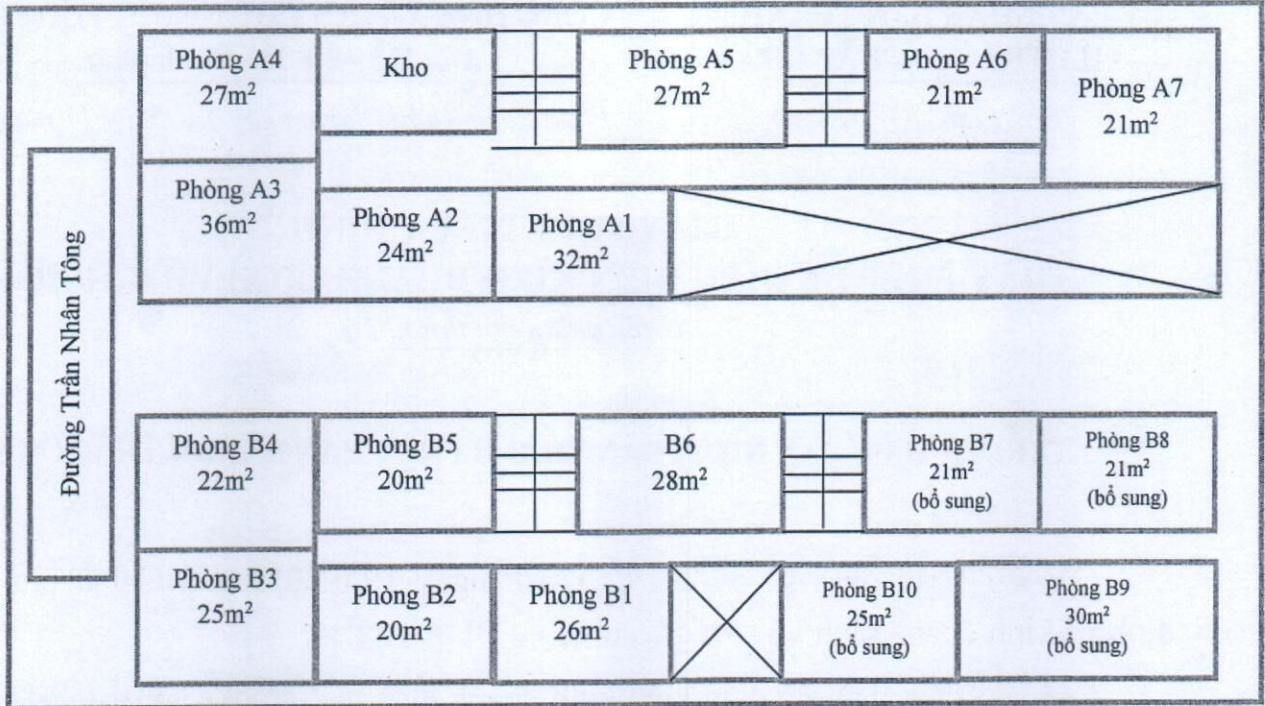 Đường Trần Nhân Tông
Phòng A4
27m²
Kho
Phòng A5
27m²
Phòng A6
21m²
Phòng A7
21m²
Phòng A3
36m²
Phòng A2
24m²
Phòng A1
32m²
Phòng B4
22m²
Phòng B5
20m²
B6
28m²
Phòng B7
21m²
(bổ sung)
Phòng B8
21m²
(bổ sung)
Phòng B3
25m²
Phòng B2
20m²
Phòng B1
26m²
Phòng B10
25m²
(bổ sung)
Phòng B9
30m²
(bổ sung)